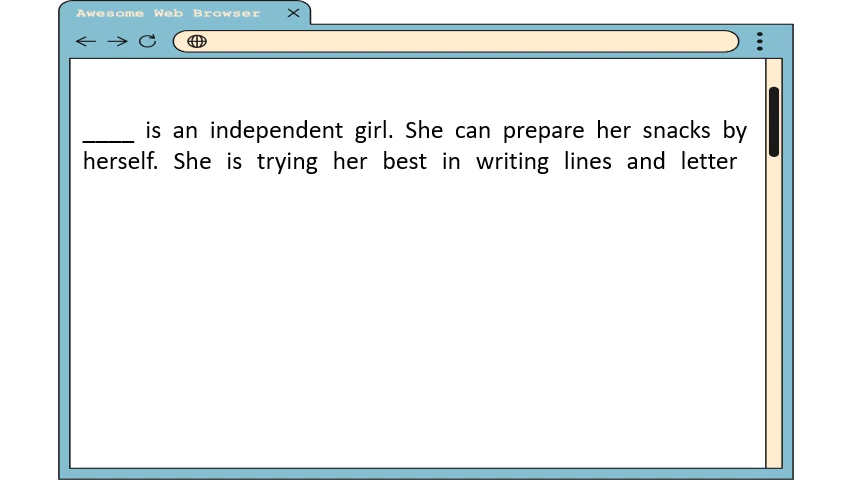 Awesome Web Browser
____ is an independent girl. She can prepare her snacks by
herself. She is trying her best in writing lines and letter